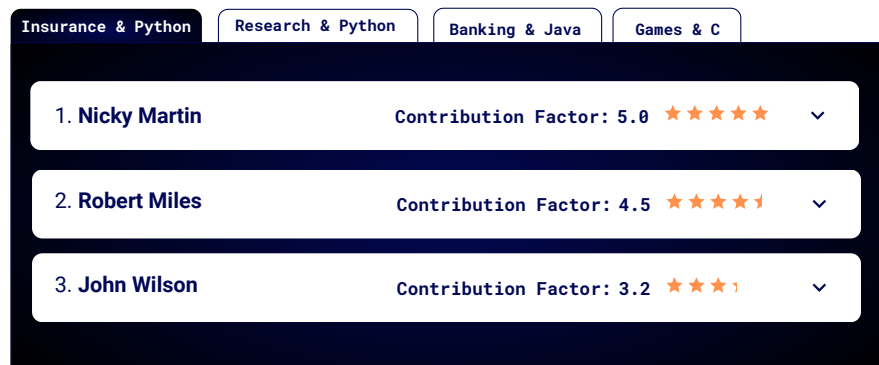 Insurance & Python Research & Python Banking & Java Games & C
1. Nicky Martin Contribution Factor: 5.0
2. Robert Miles Contribution Factor: 4.5
3. John Wilson Contribution Factor: 3.2